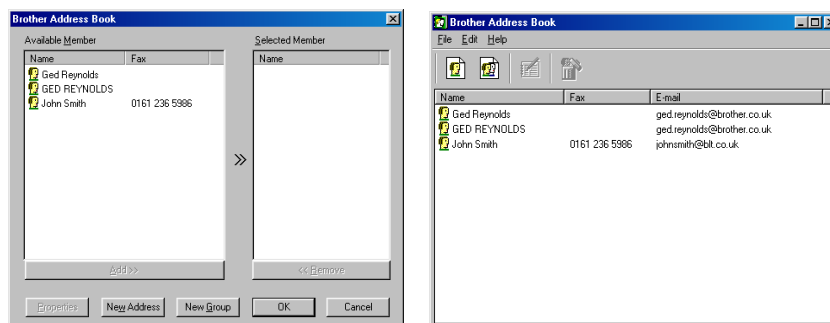 Brother Address Book
Available Member
Selected Member
Name Fax
Name
Ged Reynolds
GED REYNOLDS
John Smith 0161 236 5986
Add >>
<< Remove
Properties
New Address
New Group
OK
Cancel
Brother Address Book
File Edit Help
Name Fax E-mail
Ged Reynolds ged.reynolds@brother.co.uk
GED REYNOLDS ged.reynolds@brother.co.uk
John Smith 0161 236 5986 johnsmith@blt.co.uk